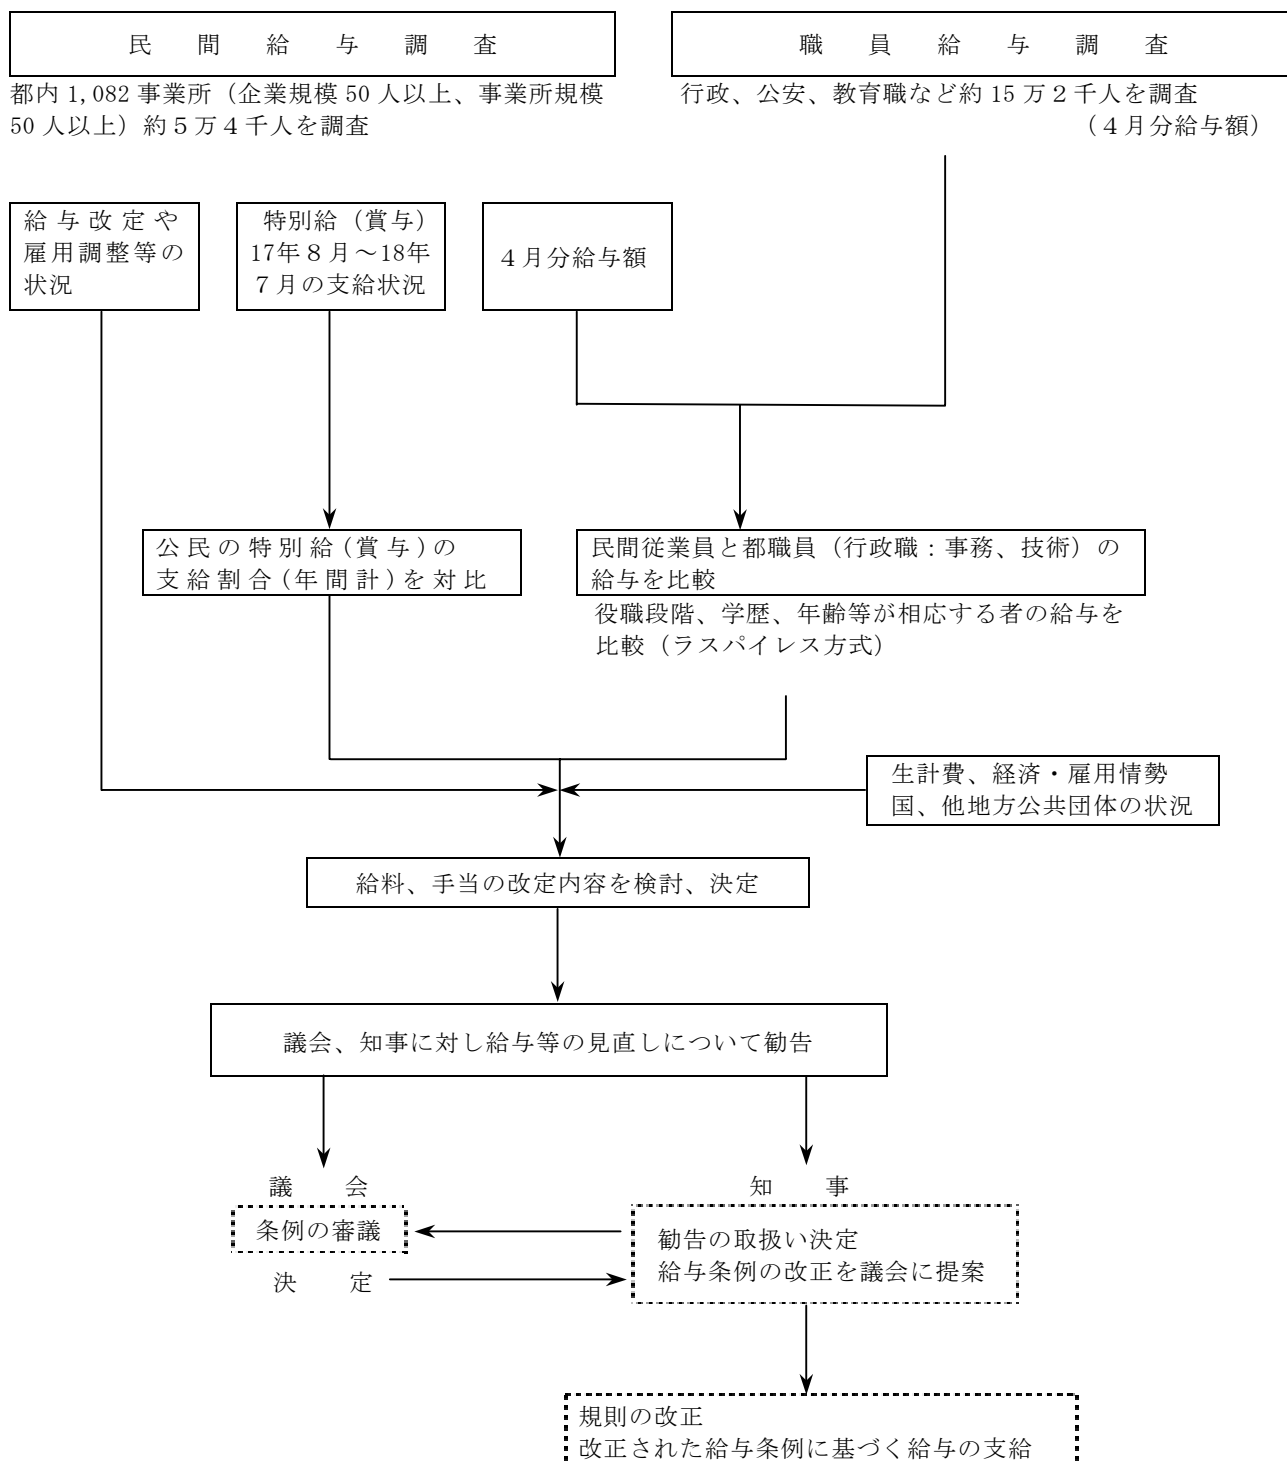 民間給与調査
職員給与調査
都内 1,082 事業所（企業規模 50 人以上、事業所規模
50 人以上）約５万４千人を調査
行政、公安、教育職など約 15 万２千人を調査
（４月分給与額）
給与改定や
雇用調整等の
状況
特別給（賞与）
17年８月～18年
７月の支給状況
４月分給与額
公民の特別給(賞与)の
支給割合(年間計)を対比
民間従業員と都職員（行政職：事務、技術）の
給与を比較
役職段階、学歴、年齢等が相応する者の給与を
比較（ラスパイレス方式）
生計費、経済・雇用情勢
国、他地方公共団体の状況
給料、手当の改定内容を検討、決定
議会、知事に対し給与等の見直しについて勧告
議会
知事
条例の審議
勧告の取扱い決定
給与条例の改正を議会に提案
決定
規則の改正
改正された給与条例に基づく給与の支給